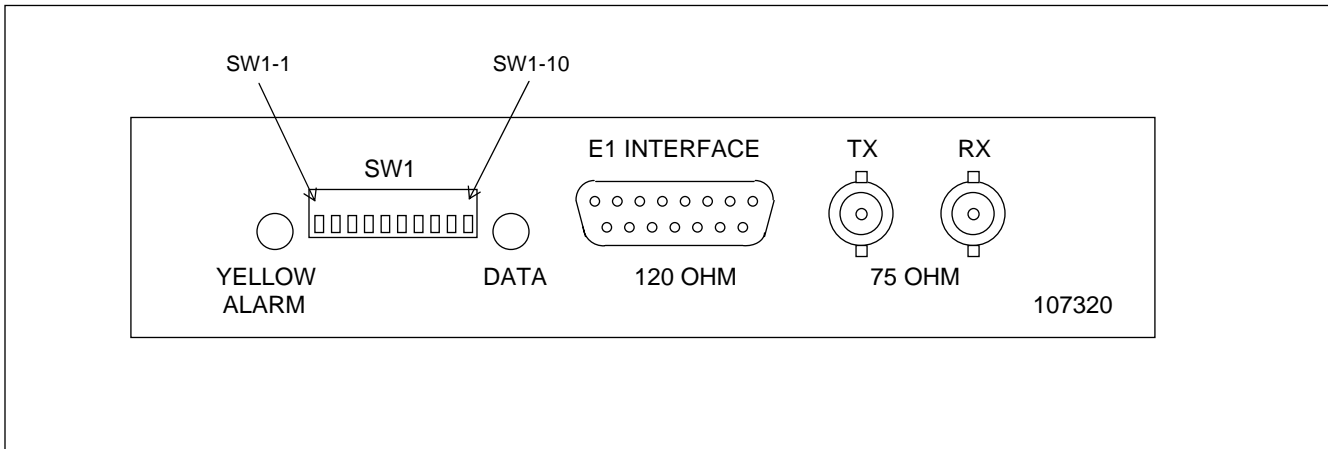 SW1-1
SW1-10
SW1
E1 INTERFACE
TX
RX
YELLOW
ALARM
DATA
120 OHM
75 OHM
107320